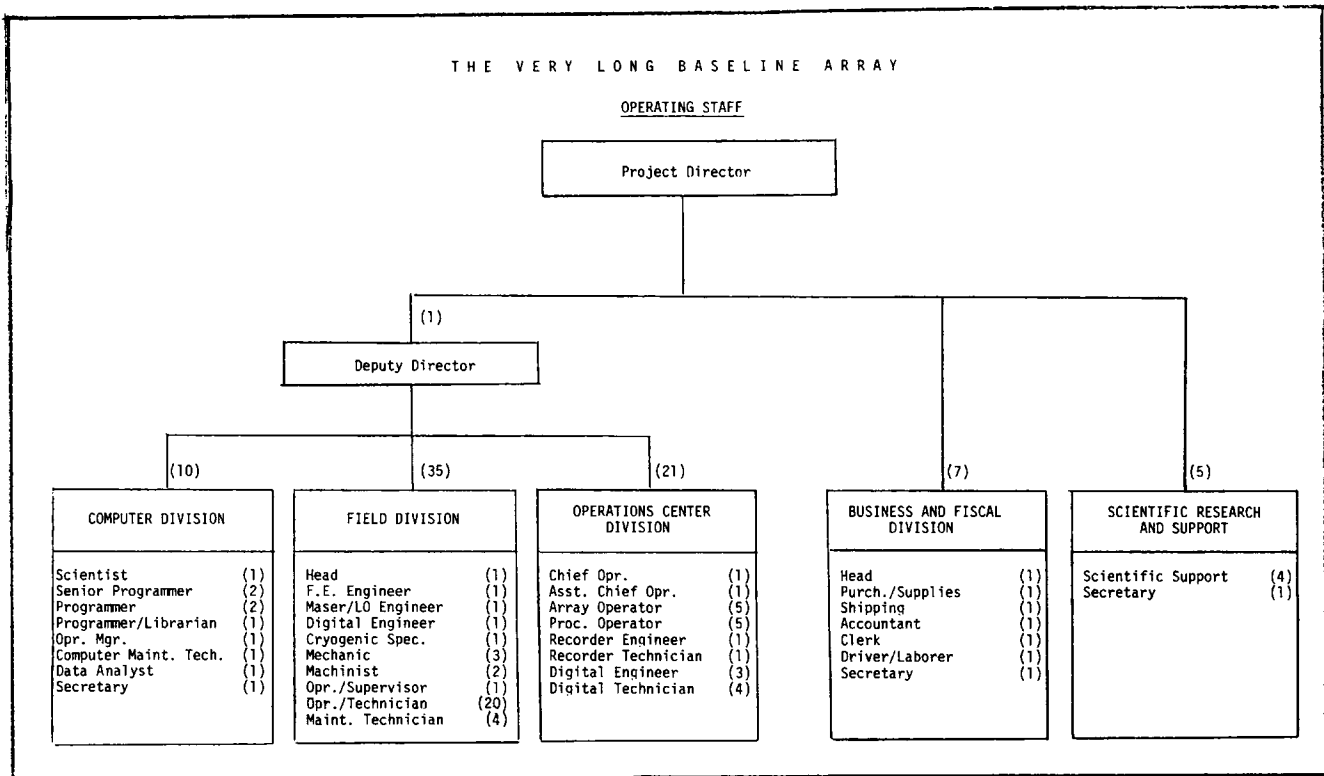 THE VERY LONG BASELINE ARRAY
OPERATING STAFF
Project Director
(1)
Deputy Director
(10)
(35)
(21)
(7)
(5)
COMPUTER DIVISION
Scientist (1)
Senior Programmer (2)
Programmer (2)
Programmer/Librarian (1)
Opr. Mgr. (1)
Computer Maint. Tech. (1)
Data Analyst (1)
Secretary (1)
FIELD DIVISION
Head (1)
F.E. Engineer (1)
Maser/LO Engineer (1)
Digital Engineer (1)
Cryogenic Spec. (1)
Mechanic (3)
Machinist (2)
Opr./Supervisor (1)
Opr./Technician (20)
Maint. Technician (4)
OPERATIONS CENTER
DIVISION
Chief Opr. (1)
Asst. Chief Opr. (1)
Array Operator (5)
Proc. Operator (5)
Recorder Engineer (1)
Recorder Technician (1)
Digital Engineer (3)
Digital Technician (4)
BUSINESS AND FISCAL
DIVISION
Head (1)
Purch./Supplies (1)
Shipping (1)
Accountant (1)
Clerk (1)
Driver/Laborer (1)
Secretary (1)
SCIENTIFIC RESEARCH
AND SUPPORT
Scientific Support (4)
Secretary (1)